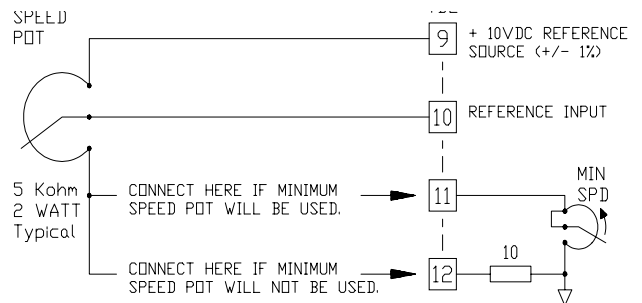 SPEED
POT
9
+ 10VDC REFERENCE
SOURCE (+/- 1%)
10
REFERENCE INPUT
5 Kohm
2 WATT
Typical
CONNECT HERE IF MINIMUM
SPEED POT WILL BE USED.
11
MIN
SPD
CONNECT HERE IF MINIMUM
SPEED POT WILL NOT BE USED.
12
10